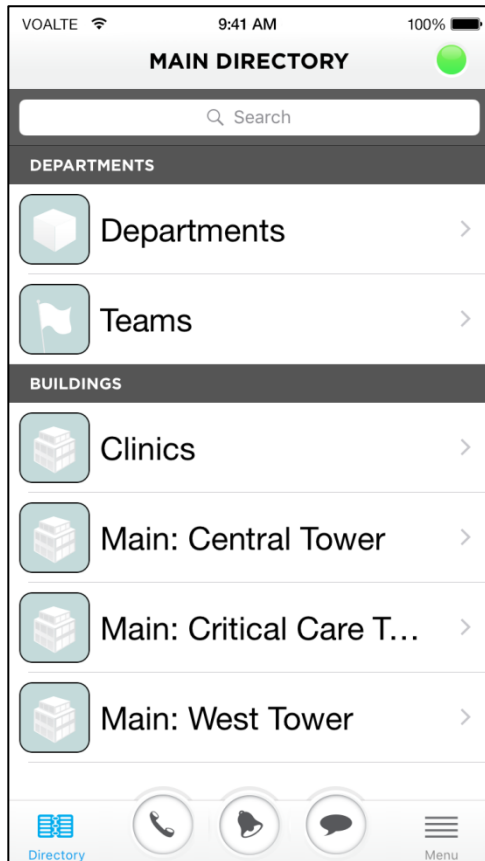 VOALTE 9:41 AM 100%
MAIN DIRECTORY
Search
DEPARTMENTS
Departments
Teams
BUILDINGS
Clinics
Main: Central Tower
Main: Critical Care T...
Main: West Tower
Directory Menu